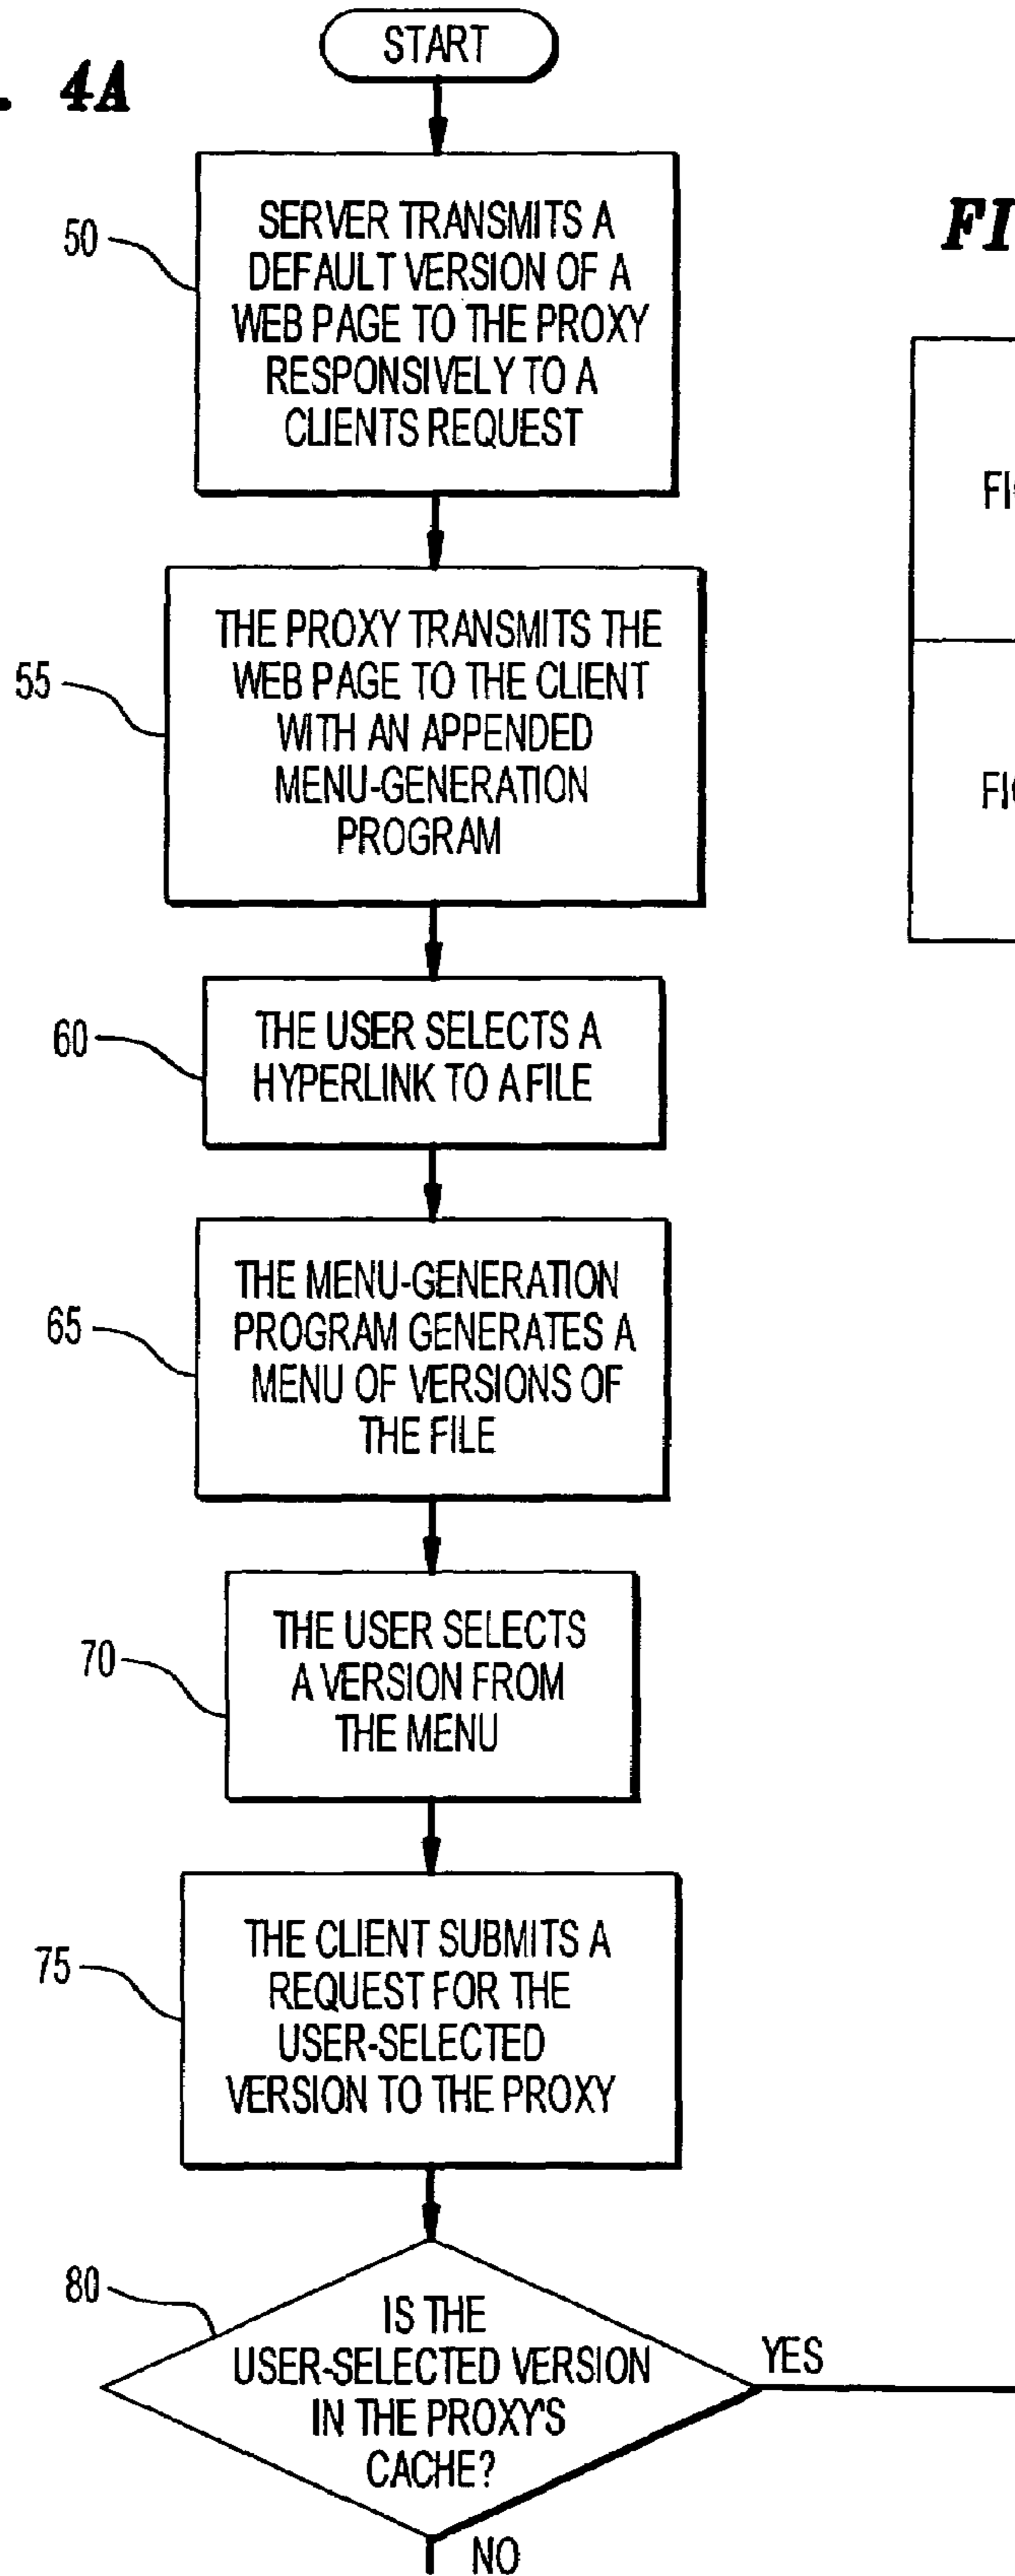 START
. 4A
50
SERVER TRANSMITS A
DEFAULT VERSION OF A
WEB PAGE TO THE PROXY
RESPONSIVELY TO A
CLIENTS REQUEST
FI
FI
FI
55
THE PROXY TRANSMITS THE
WEB PAGE TO THE CLIENT
WITH AN APPENDED
MENU-GENERATION
PROGRAM
60
THE USER SELECTS A
HYPERLINK TO A FILE
65
THE MENU-GENERATION
PROGRAM GENERATES A
MENU OF VERSIONS OF
THE FILE
70
THE USER SELECTS
A VERSION FROM
THE MENU
75
THE CLIENT SUBMITS A
REQUEST FOR THE
USER-SELECTED
VERSION TO THE PROXY
80
IS THE
USER-SELECTED VERSION
IN THE PROXY'S
CACHE?
YES
NO